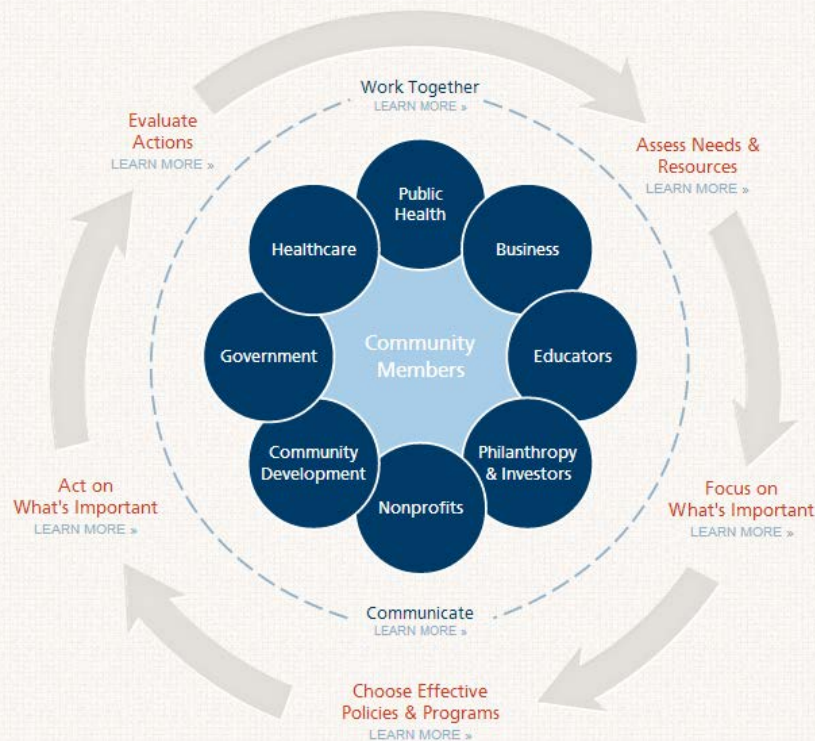 Work Together
LEARN MORE »
Evaluate
Actions
LEARN MORE »
Assess Needs &
Resources
LEARN MORE »
Public
Health
Healthcare
Business
Government
Community
Members
Educators
Community
Development
Philanthropy
& Investors
Nonprofits
Act on
What's Important
LEARN MORE »
Focus on
What's Important
LEARN MORE »
Communicate
LEARN MORE »
Choose Effective
Policies & Programs
LEARN MORE »